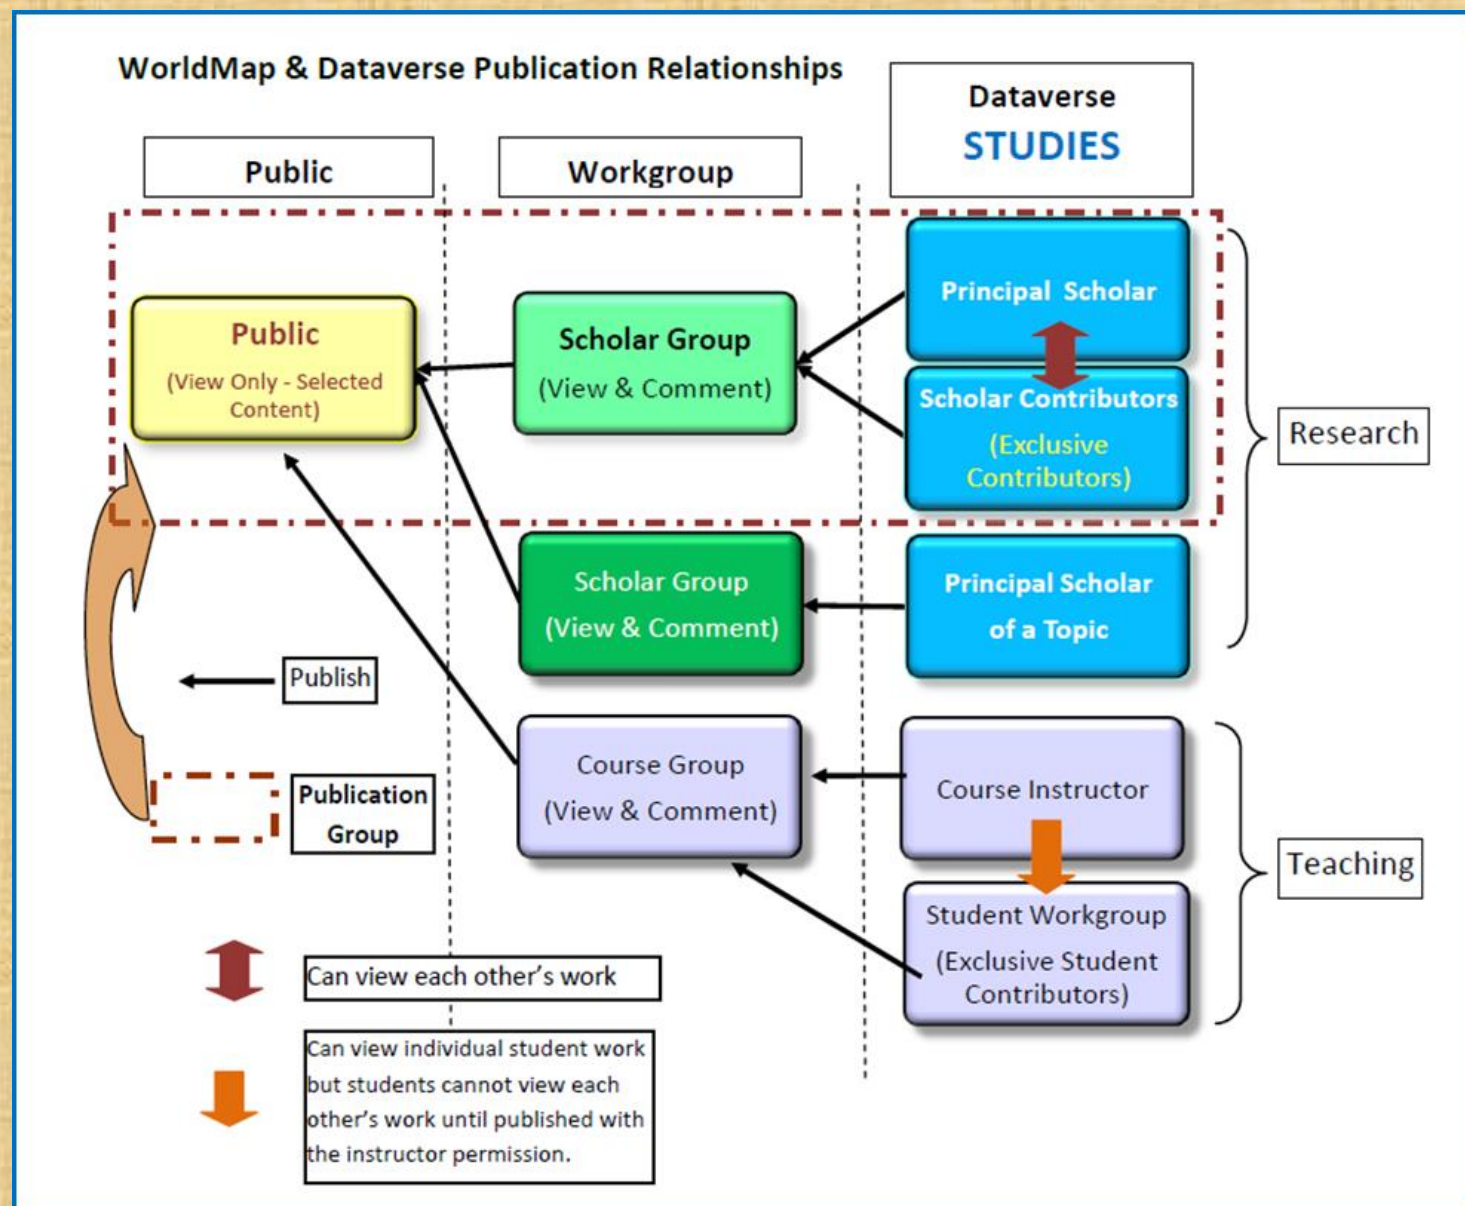 WorldMap & Dataverse Publication Relationships
Dataverse
STUDIES
Public
Workgroup
Principal Scholar
Public
(View Only - Selected
Content)
Scholar Group
(View & Comment)
Scholar Contributors
(Exclusive
Contributors)
Research
Scholar Group
(View & Comment)
Principal Scholar
of a Topic
Publish
Course Group
(View & Comment)
Course Instructor
Publication
Group
Teaching
Student Workgroup
(Exclusive Student
Contributors)
Can view each other’s work
Can view individual student work
but students cannot view each
other’s work until published with
the instructor permission.